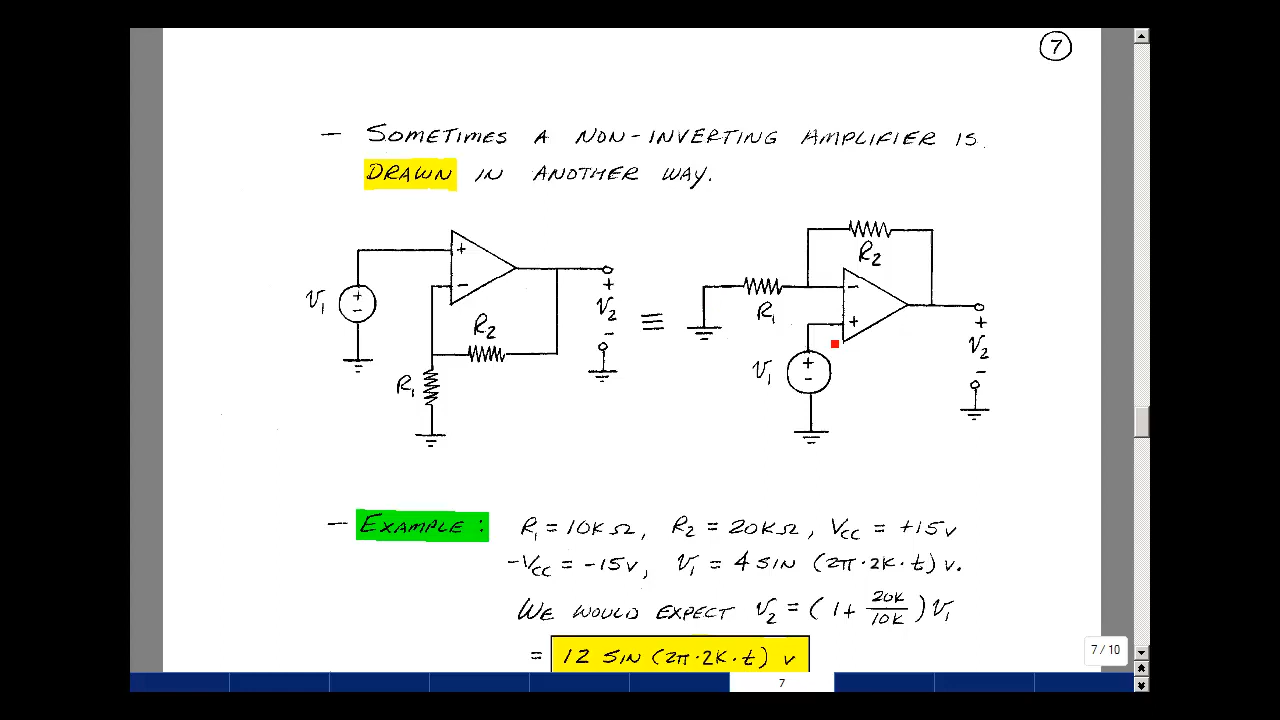 7
— SOMETIMES A NON-INVERTING AMPLIFIER IS
DRAWN IN ANOTHER WAY.
V1
+
-
+
-
R2
R1
+
V2
-
≡
R1
R2
-
+
V1
+
-
+
V2
-
— EXAMPLE: R1 = 10K Ω, R2 = 20K Ω, VCC = +15V
-VCC = -15V, V1 = 4 SIN (2π·2K·t) V.
WE WOULD EXPECT V2 = (1 + 20K/10K) V1
= 12 SIN (2π·2K·t) V
7 / 10
7